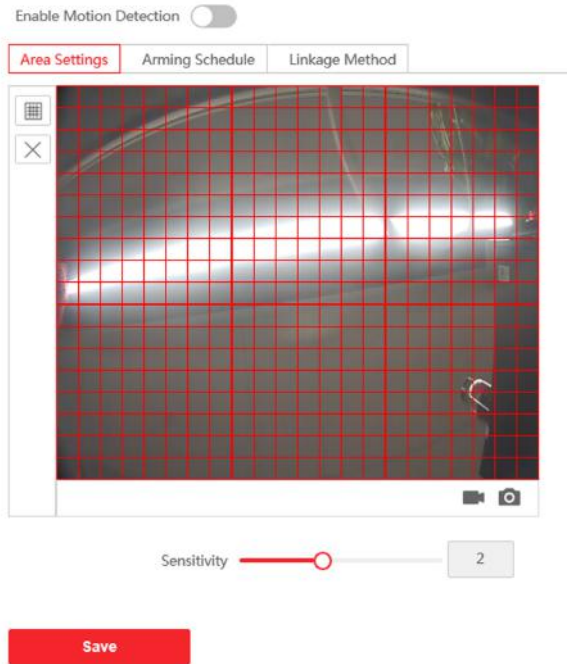 Enable Motion Detection
Area Settings Arming Schedule Linkage Method
Sensitivity 2
Save